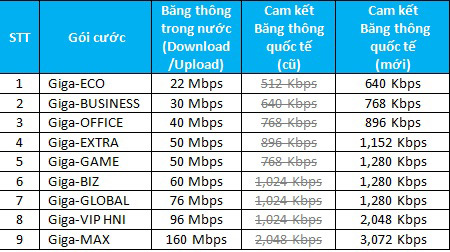 STT Gói cước Băng thông trong nước (Download /Upload) Cam kết Băng thông quốc tế (cũ) Cam kết Băng thông quốc tế (mới)
1 Giga-ECO 22 Mbps 512 Kbps 640 Kbps
2 Giga-BUSINESS 30 Mbps 640 Kbps 768 Kbps
3 Giga-OFFICE 40 Mbps 768 Kbps 896 Kbps
4 Giga-EXTRA 50 Mbps 896 Kbps 1,152 Kbps
5 Giga-GAME 50 Mbps 768 Kbps 1,280 Kbps
6 Giga-BIZ 60 Mbps 1,024 Kbps 1,280 Kbps
7 Giga-GLOBAL 76 Mbps 1,024 Kbps 1,280 Kbps
8 Giga-VIP HNI 96 Mbps 1,024 Kbps 2,048 Kbps
9 Giga-MAX 160 Mbps 2,048 Kbps 3,072 Kbps